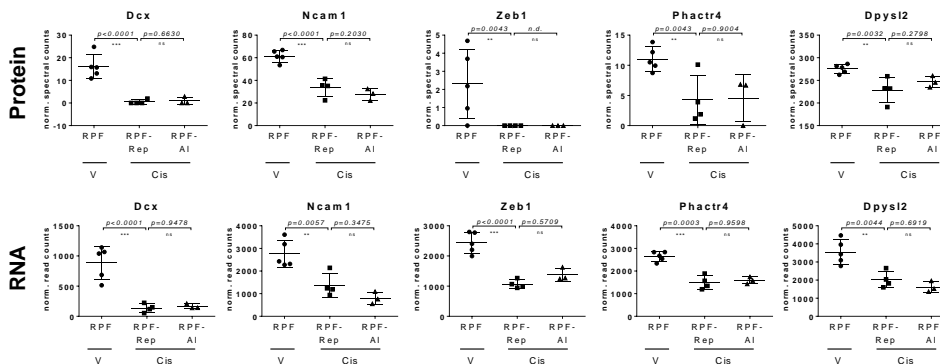 Protein
Dcx
p<0.0001 p=0.6630
*** ns
norm. spectral counts
30
20
10
0
-10
RPF RPF- RPF-
Rep Al
V Cis
Ncam1
p<0.0001 p=0.2030
*** ns
norm. spectral counts
80
60
40
20
0
RPF RPF- RPF-
Rep Al
V Cis
Zeb1
p=0.0043 n.d.
** ns
norm. spectral counts
5
4
3
2
1
0
RPF RPF- RPF-
Rep Al
V Cis
Phactr4
p=0.0043 p=0.9004
** ns
norm. spectral counts
15
10
5
0
RPF RPF- RPF-
Rep Al
V Cis
Dpysl2
p=0.0032 p=0.2798
** ns
norm. spectral counts
350
300
250
200
150
RPF RPF- RPF-
Rep Al
V Cis
RNA
Dcx
p<0.0001 p=0.9478
*** ns
norm. read counts
1500
1000
500
0
RPF RPF- RPF-
Rep Al
V Cis
Ncam1
p=0.0057 p=0.3475
** ns
norm. read counts
4000
3000
2000
1000
0
RPF RPF- RPF-
Rep Al
V Cis
Zeb1
p<0.0001 p=0.5709
*** ns
norm. read counts
3000
2000
1000
0
RPF RPF- RPF-
Rep Al
V Cis
Phactr4
p=0.0003 p=0.9598
*** ns
norm. read counts
4000
3000
2000
1000
0
RPF RPF- RPF-
Rep Al
V Cis
Dpysl2
p=0.0044 p=0.6919
** ns
norm. read counts
5000
4000
3000
2000
1000
0
RPF RPF- RPF-
Rep Al
V Cis